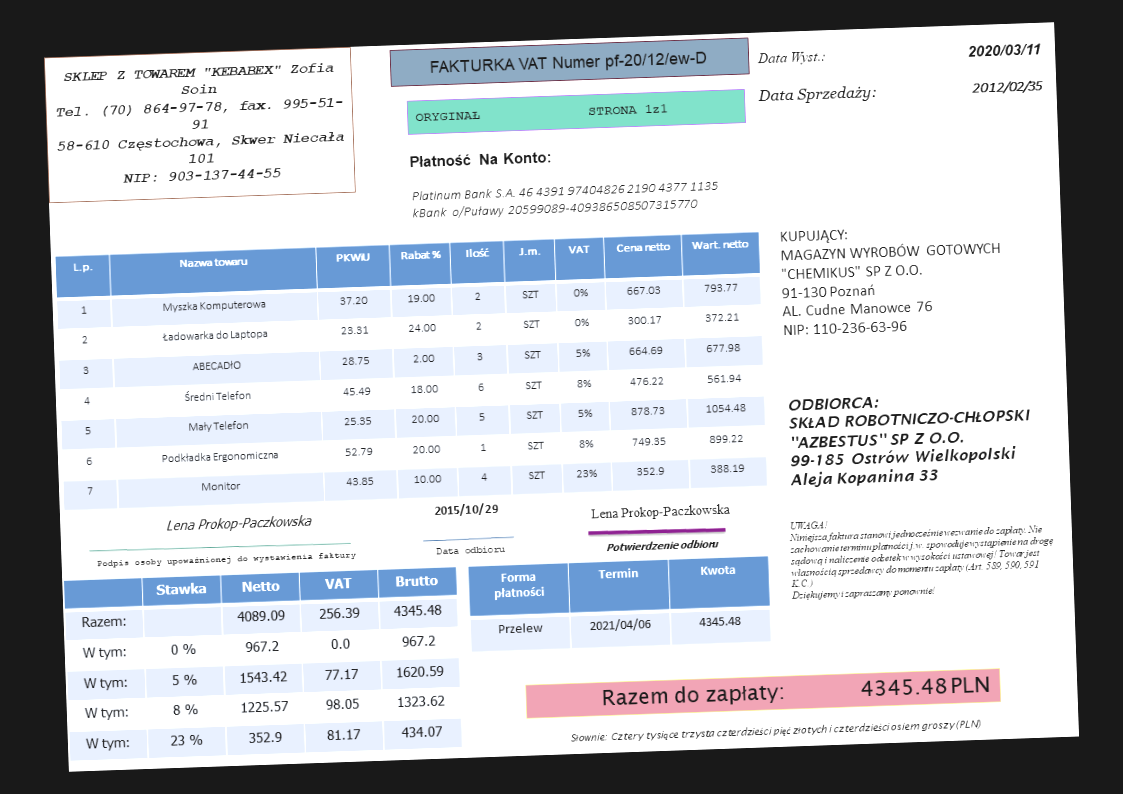 SKLEP Z TOWAREM "KEBABEX" Zofia
Soin
Tel. (70) 864-97-78, fax. 995-51-
91
58-610 Częstochowa, Skwer Niecała
101
NIP: 903-137-44-55
FAKTURKA VAT Numer pf-20/12/ew-D
ORYGINAŁ STRONA 1z1
Data Wyst.: 2020/03/11
Data Sprzedaży: 2012/02/35
Płatność Na Konto:
Platinum Bank S.A. 46 4391 97404826 2190 4377 1135
kBank o/Puławy 20599089-409386508507315770
KUPUJĄCY:
MAGAZYN WYROBÓW GOTOWYCH
"CHEMIKUS" SP Z O.O.
91-130 Poznań
AL. Cudne Manowce 76
NIP: 110-236-63-96
L.p. Nazwa towaru PKWiU Rabat % Ilość J.m. VAT Cena netto Wart. netto
1 Myszka Komputerowa 37.20 19.00 2 SZT 0% 667.03 793.77
2 Ładowarka do Laptopa 23.31 24.00 2 SZT 0% 300.17 372.21
3 ABECADŁO 28.75 2.00 3 SZT 5% 664.69 677.98
4 Średni Telefon 45.49 18.00 6 SZT 8% 476.22 561.94
5 Mały Telefon 25.35 20.00 5 SZT 5% 878.73 1054.48
6 Podkładka Ergonomiczna 52.79 20.00 1 SZT 8% 749.35 899.22
7 Monitor 43.85 10.00 4 SZT 23% 352.9 388.19
ODBIORCA:
SKŁAD ROBOTNICZO-CHŁOPSKI
"AZBESTUS" SP Z O.O.
99-185 Ostrów Wielkopolski
Aleja Kopanina 33
Lena Prokop-Paczkowska
Podpis osoby upoważnionej do wystawienia faktury
2015/10/29
Data odbioru
Lena Prokop-Paczkowska
Potwierdzenie odbioru
UWAGA!
Niniejsza faktura stanowi jednocześnie wezwanie do zapłaty. Nie
zachowanie terminu płatności j.w. spowoduje wystąpienie na drogę
sądową i naliczenie odsetek w wysokości ustawowej! Towar jest
własnością sprzedawcy do momentu zapłaty (Art. 589, 590, 591
K.C.)
Dziękujemy i zapraszamy ponownie!
Stawka Netto VAT Brutto
Razem: 4089.09 256.39 4345.48
W tym: 0 % 967.2 0.0 967.2
W tym: 5 % 1543.42 77.17 1620.59
W tym: 8 % 1225.57 98.05 1323.62
W tym: 23 % 352.9 81.17 434.07
Forma
płatności Termin Kwota
Przelew 2021/04/06 4345.48
Razem do zapłaty: 4345.48 PLN
Słownie: Cztery tysiące trzysta czterdzieści pięć złotych i czterdzieści osiem groszy (PLN)